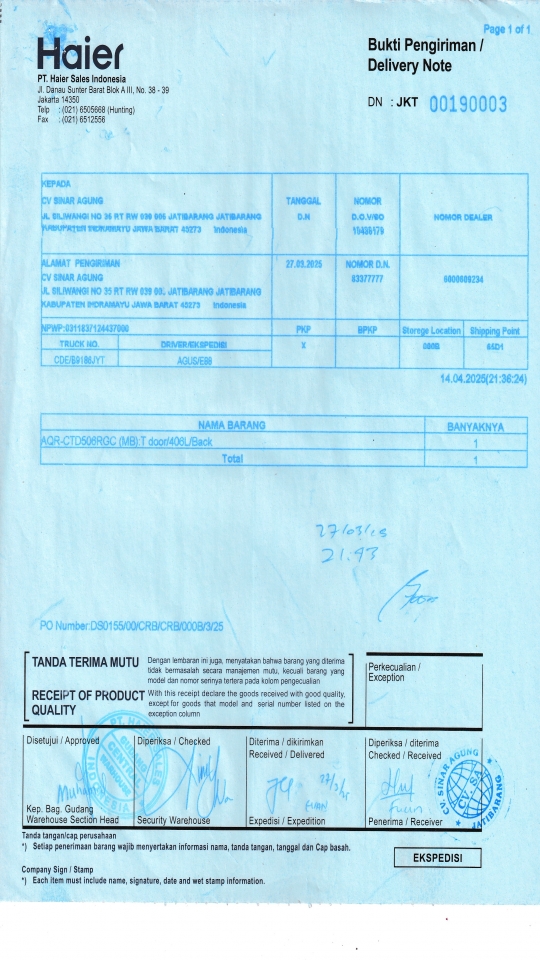 Page 1 of 1
Haier
PT. Haier Sales Indonesia
Jl. Danau Sunter Barat Blok A III, No. 38 - 39
Jakarta 14350
Telp : (021) 6505668 (Hunting)
Fax : (021) 6512556
Bukti Pengiriman /
Delivery Note
DN : JKT 00190003
KEPADA
CV SINAR AGUNG
JL SILIWANGI NO 35 RT RW 039 006 JATIBARANG JATIBARANG
KABUPATEN INDRAMAYU JAWA BARAT 45273 Indonesia
TANGGAL
D.N
NOMOR
D.O.V/SO
NOMOR DEALER
ALAMAT PENGIRIMAN
CV SINAR AGUNG
JL SILIWANGI NO 35 RT RW 039 00, JATIBARANG JATIBARANG
KABUPATEN INDRAMAYU JAWA BARAT 45273 Indonesia
27.03.2025
NOMOR D.N.
83377777
NPWP:0311837124437000
PKP BPKP Storege Location Shipping Point
TRUCK NO. DRIVER/EKSPEDISI X
CDE/B9186JYT
14.04.2025(21:36:24)
NAMA BARANG BANYAKNYA
AQR-CTD506RGC (MB):T door/406L/Back 1
Total 1
27/03/25
21.43
PO Number:DS0155/00/CRB/CRB/000B/3/25
TANDA TERIMA MUTU
Dengan lembaran ini juga, menyatakan bahwa barang yang diterima
tidak bermasalah secara manajemen mutu, kecuali barang yang
model dan nomor serinya tertera pada kolom pengecualian
RECEIPT OF PRODUCT
QUALITY
With this receipt declare the goods received with good quality,
except for goods that model and serial number listed on the
exception column
Perkecualian /
Exception
Disetujui / Approved
Kep. Bag. Gudang
Warehouse Section Head
Diperiksa / Checked
Security Warehouse
Diterima / dikirimkan
Received / Delivered
Expedisi / Expedition
Diperiksa / diterima
Checked / Received
Penerima / Receiver
CV. SINAR AGUNG
CV. SA
JATIBARANG
Tanda tangan/cap perusahaan
*) Setiap penerimaan barang wajib menyertakan informasi nama, tanda tangan, tanggal dan Cap basah.
EKSPEDISI
Company Sign / Stamp
*) Each item must include name, signature, date and wet stamp information.